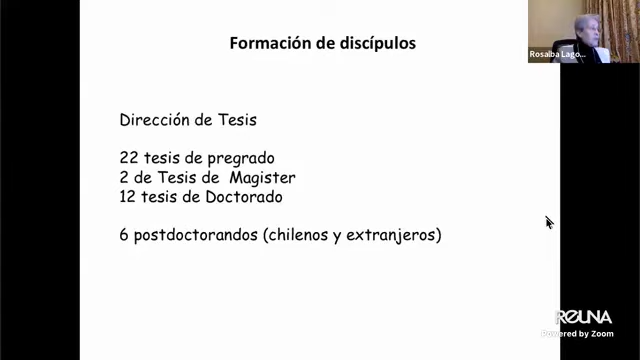 Formación de discípulos
Rosalba Lago...
Dirección de Tesis
22 tesis de pregrado
2 de Tesis de Magister
12 tesis de Doctorado
6 postdoctorandos (chilenos y extranjeros)
REUNA
Powered by Zoom